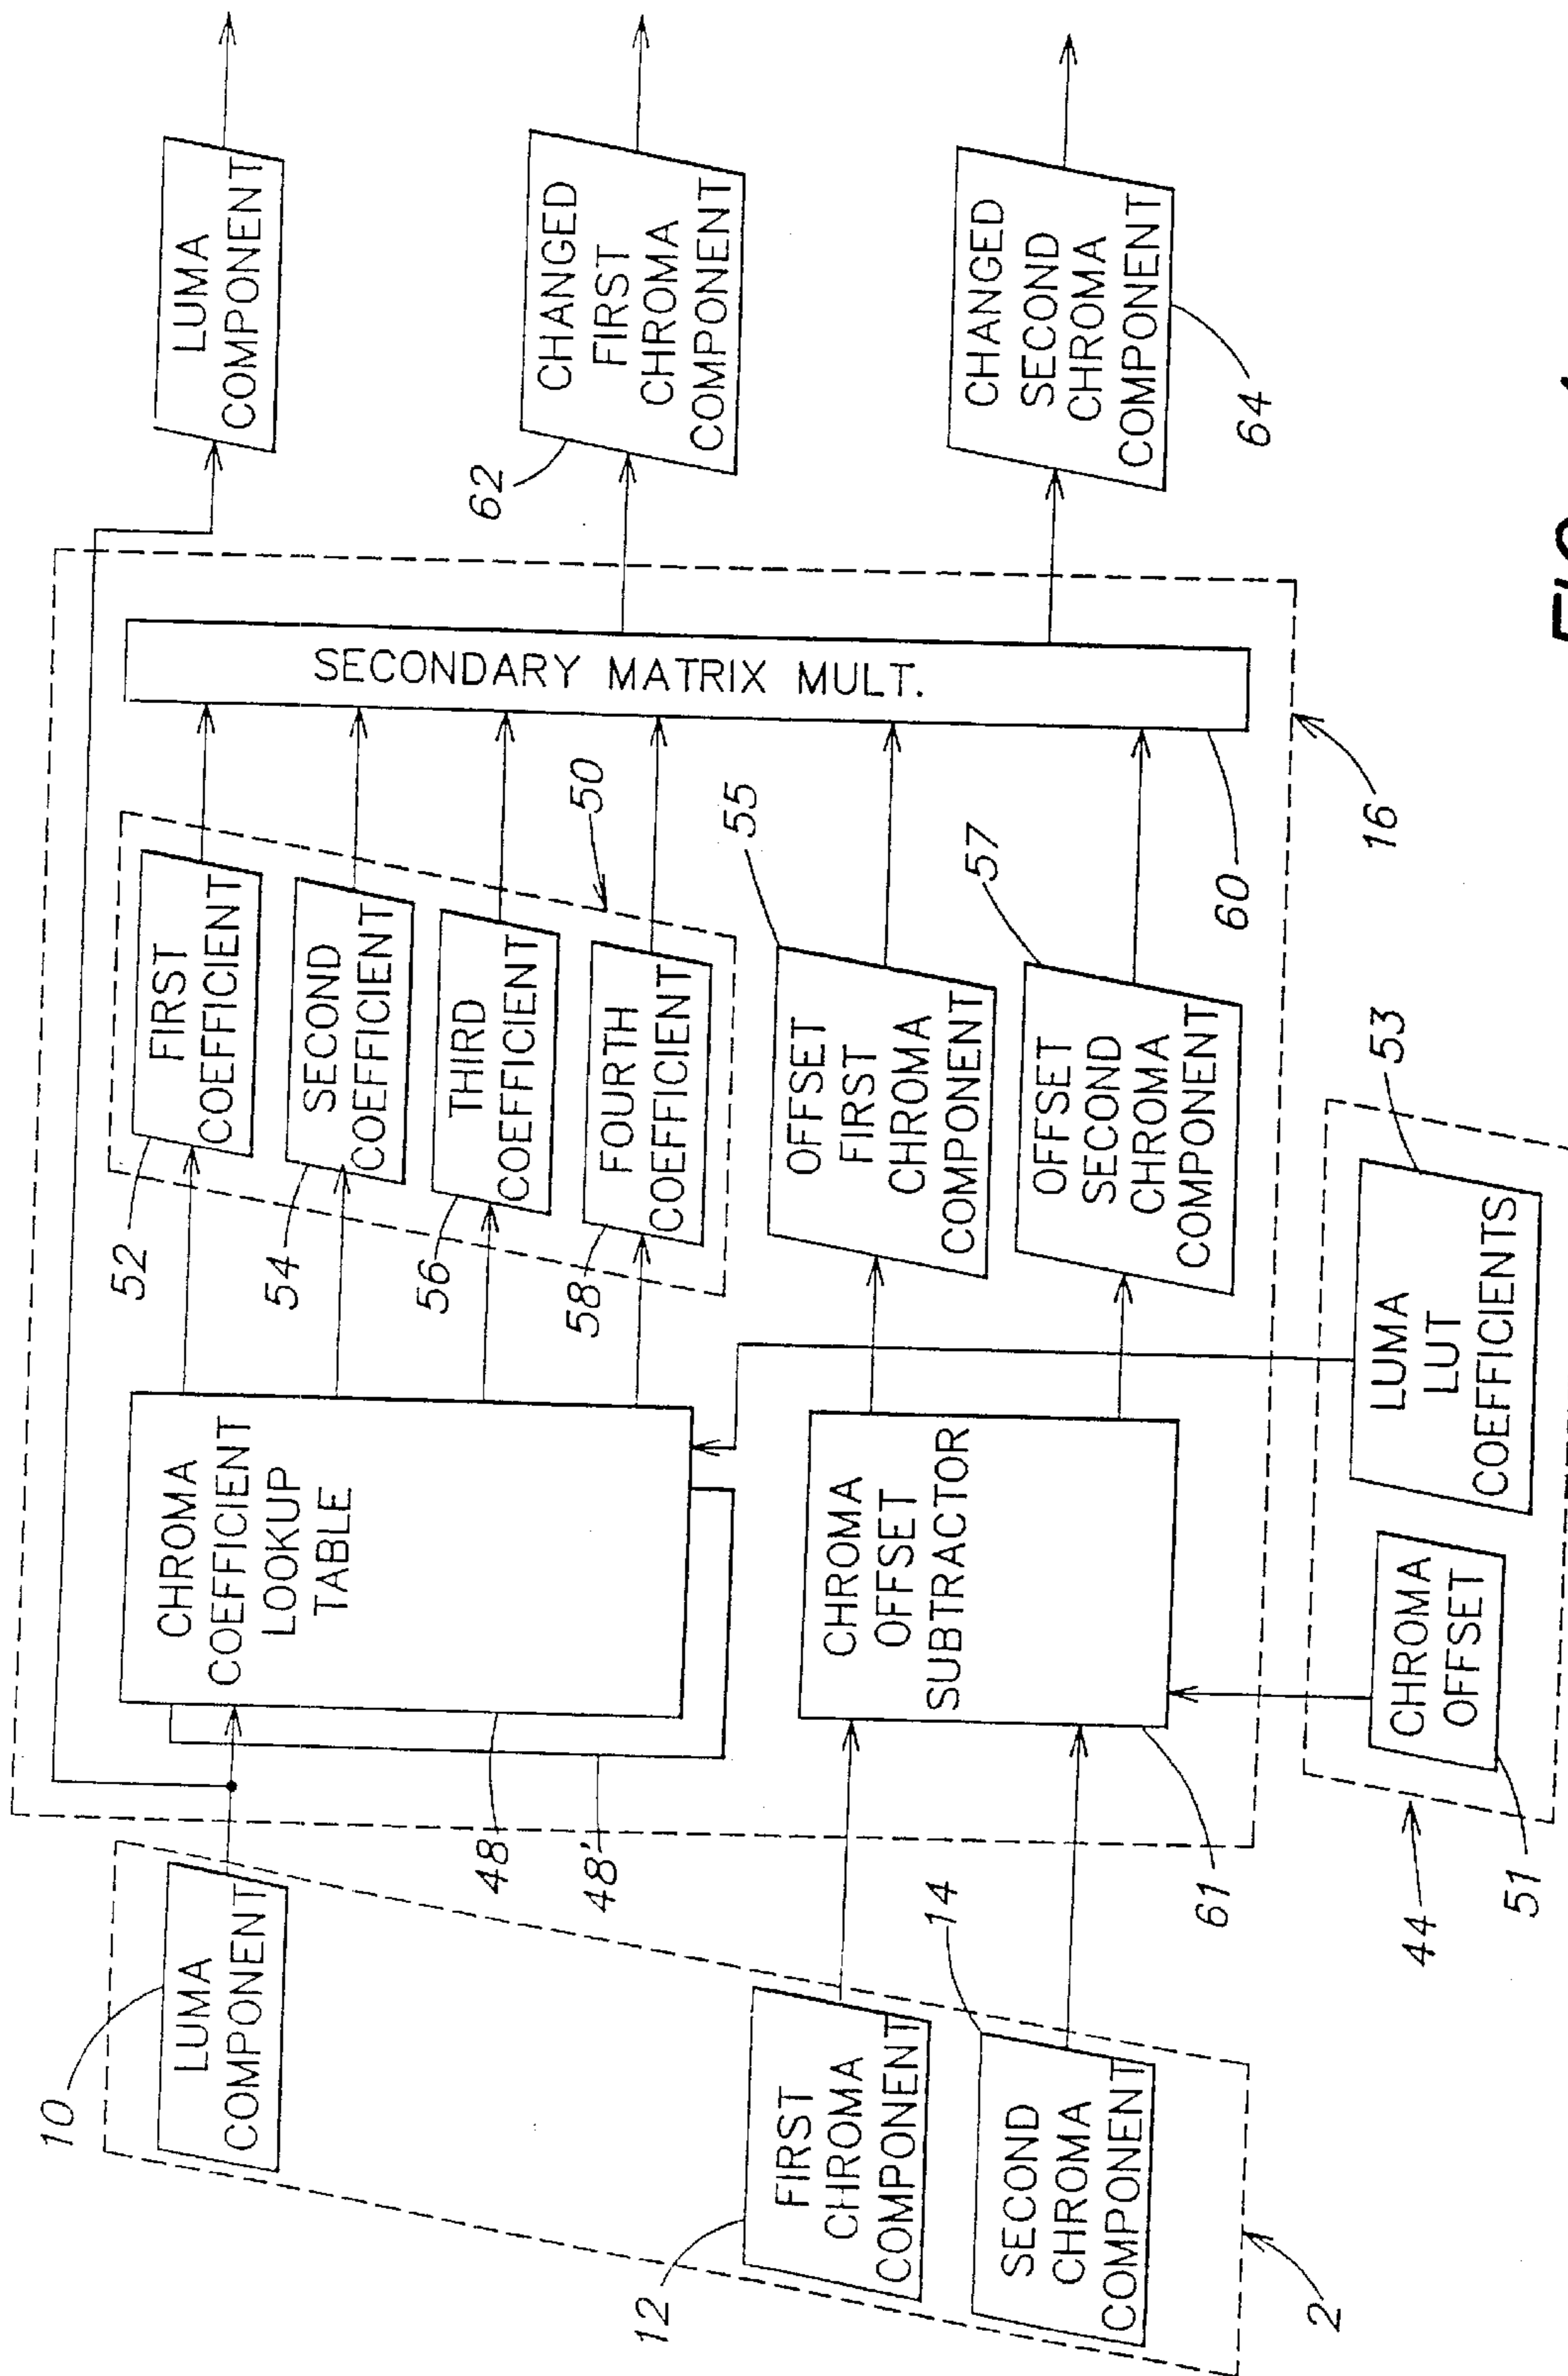 10
LUMA
COMPONENT
12
FIRST
CHROMA
COMPONENT
14
SECOND
CHROMA
COMPONENT
2
CHROMA
COEFFICIENT
LOOKUP
TABLE
48
48'
CHROMA
OFFSET
SUBTRACTOR
61
52
FIRST
COEFFICIENT
54
SECOND
COEFFICIENT
56
THIRD
COEFFICIENT
58
FOURTH
COEFFICIENT
50
OFFSET
FIRST
CHROMA
COMPONENT
55
OFFSET
SECOND
CHROMA
COMPONENT
57
SECONDARY MATRIX MULT.
60
16
44
CHROMA
OFFSET
51
LUMA
LUT
COEFFICIENTS
53
LUMA
COMPONENT
62
CHANGED
FIRST
CHROMA
COMPONENT
CHANGED
SECOND
CHROMA
COMPONENT
64